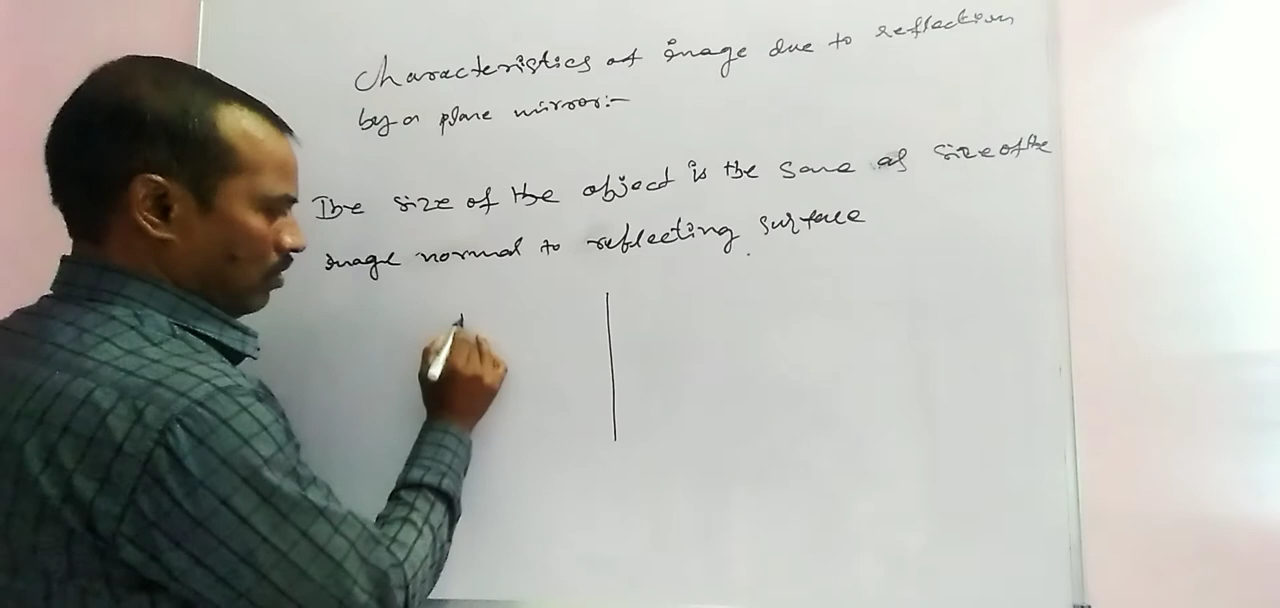 Characteristics of image due to reflection
by a plane mirror:-
The size of the object is the same as size of the
image normal to reflecting surface